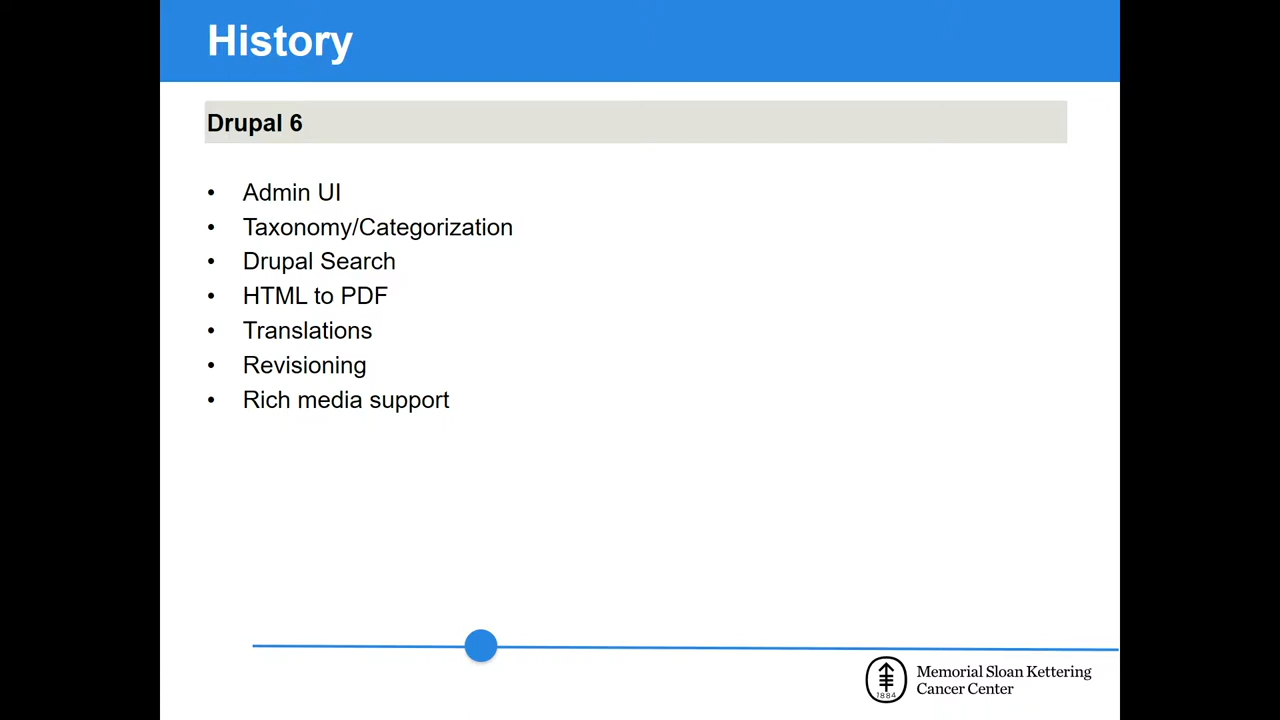 History
Drupal 6
• Admin UI
• Taxonomy/Categorization
• Drupal Search
• HTML to PDF
• Translations
• Revisioning
• Rich media support
1884
Memorial Sloan Kettering
Cancer Center